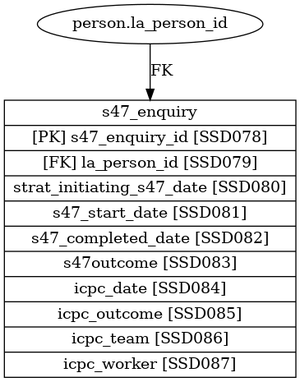 person.la_person_id
FK
s47_enquiry
[PK] s47_enquiry_id [SSD078]
[FK] la_person_id [SSD079]
strat_initiating_s47_date [SSD080]
s47_start_date [SSD081]
s47_completed_date [SSD082]
s47outcome [SSD083]
icpc_date [SSD084]
icpc_outcome [SSD085]
icpc_team [SSD086]
icpc_worker [SSD087]